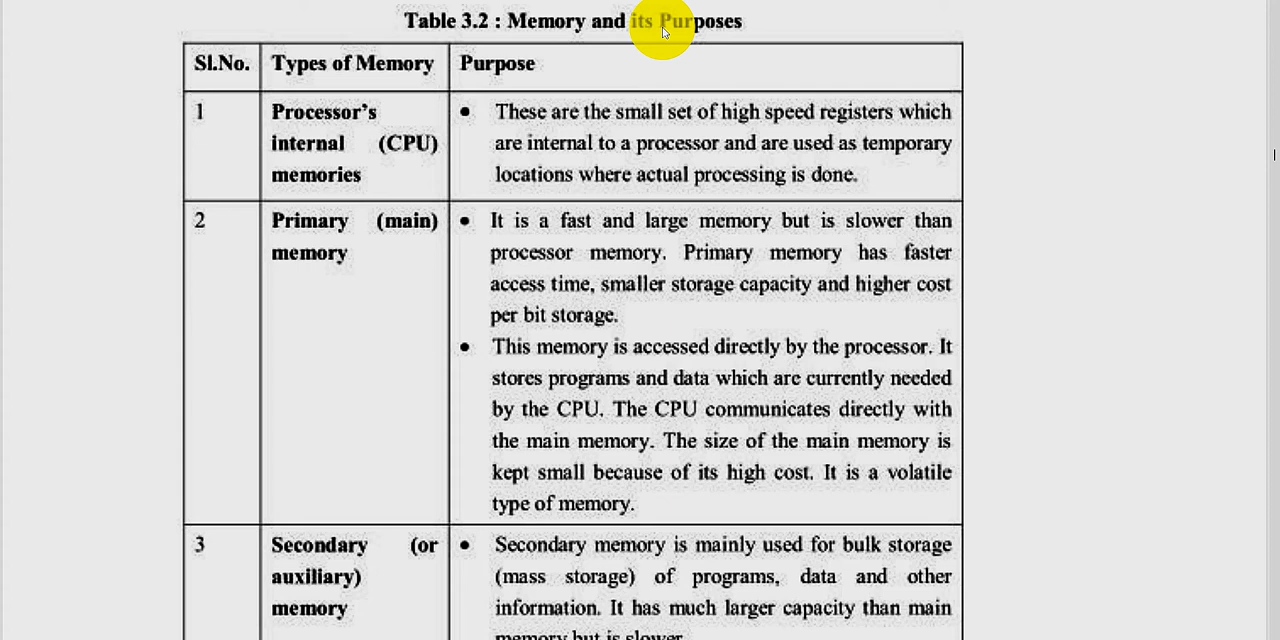 Table 3.2 : Memory and its Purposes
Sl.No. Types of Memory Purpose
1 Processor's internal (CPU) memories
• These are the small set of high speed registers which
are internal to a processor and are used as temporary
locations where actual processing is done.
2 Primary (main) memory
• It is a fast and large memory but is slower than
processor memory. Primary memory has faster
access time, smaller storage capacity and higher cost
per bit storage.
• This memory is accessed directly by the processor. It
stores programs and data which are currently needed
by the CPU. The CPU communicates directly with
the main memory. The size of the main memory is
kept small because of its high cost. It is a volatile
type of memory.
3 Secondary (or auxiliary) memory
• Secondary memory is mainly used for bulk storage
(mass storage) of programs, data and other
information. It has much larger capacity than main
memory but is slower